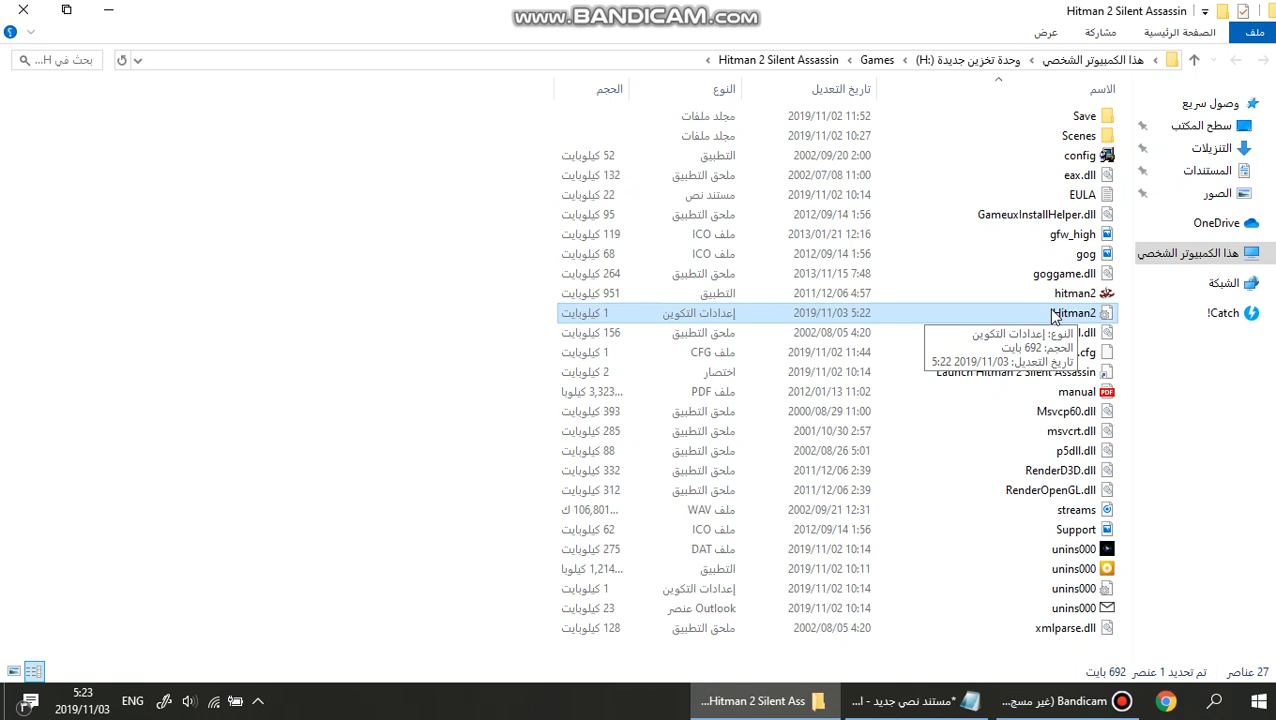 Hitman 2 Silent Assassin
www.BANDICAM.com
ملف
الصفحة الرئيسية
مشاركة
عرض
هذا الكمبيوتر الشخصي
وحدة تخزين جديدة (H:)
Games
Hitman 2 Silent Assassin
بحث في H...
الاسم
تاريخ التعديل
النوع
الحجم
Save 2019/11/02 11:52 مجلد ملفات
Scenes 2019/11/02 10:27 مجلد ملفات
config 2002/09/20 2:00 التطبيق 52 كيلوبايت
eax.dll 2002/07/08 11:00 ملحق التطبيق 132 كيلوبايت
EULA 2019/11/02 10:14 مستند نص 22 كيلوبايت
GameuxInstallHelper.dll 2012/09/14 1:56 ملحق التطبيق 95 كيلوبايت
gfw_high 2013/01/21 12:16 ملف ICO 119 كيلوبايت
gog 2012/09/14 1:56 ملف ICO 68 كيلوبايت
goggame.dll 2013/11/15 7:48 ملحق التطبيق 264 كيلوبايت
hitman2 2011/12/06 4:57 التطبيق 951 كيلوبايت
Hitman2 2019/11/03 5:22 إعدادات التكوين 1 كيلوبايت
l.dll 2002/08/05 4:20 ملحق التطبيق 156 كيلوبايت
.cfg 2019/11/02 11:44 ملف CFG 1 كيلوبايت
Launch Hitman 2 Silent Assassin 2019/11/02 10:14 اختصار 2 كيلوبايت
manual 2012/01/13 11:02 ملف PDF 3,323 كيلوبا...
Msvcp60.dll 2000/08/29 11:00 ملحق التطبيق 393 كيلوبايت
msvcrt.dll 2001/10/30 2:57 ملحق التطبيق 285 كيلوبايت
p5dll.dll 2002/08/26 5:01 ملحق التطبيق 88 كيلوبايت
RenderD3D.dll 2011/12/06 2:39 ملحق التطبيق 332 كيلوبايت
RenderOpenGL.dll 2011/12/06 2:39 ملحق التطبيق 312 كيلوبايت
streams 2002/09/21 12:31 ملف WAV 106,801 ك...
Support 2012/09/14 1:56 ملف ICO 62 كيلوبايت
unins000 2019/11/02 10:14 ملف DAT 275 كيلوبايت
unins000 2019/11/02 10:11 التطبيق 1,214 كيلوبا...
unins000 2019/11/02 10:14 إعدادات التكوين 1 كيلوبايت
unins000 2019/11/02 10:14 عنصر Outlook 23 كيلوبايت
xmlparse.dll 2002/08/05 4:20 ملحق التطبيق 128 كيلوبايت
النوع: إعدادات التكوين
الحجم: 692 بايت
تاريخ التعديل: 2019/11/03 5:22
وصول سريع
سطح المكتب
التنزيلات
المستندات
الصور
OneDrive
هذا الكمبيوتر الشخصي
الشبكة
Catch!
27 عناصر
تم تحديد 1 عنصر 692 بايت
Bandicam (غير مسج...
*مستند نصي جديد - ا...
Hitman 2 Silent Ass...
ENG
5:23
2019/11/03